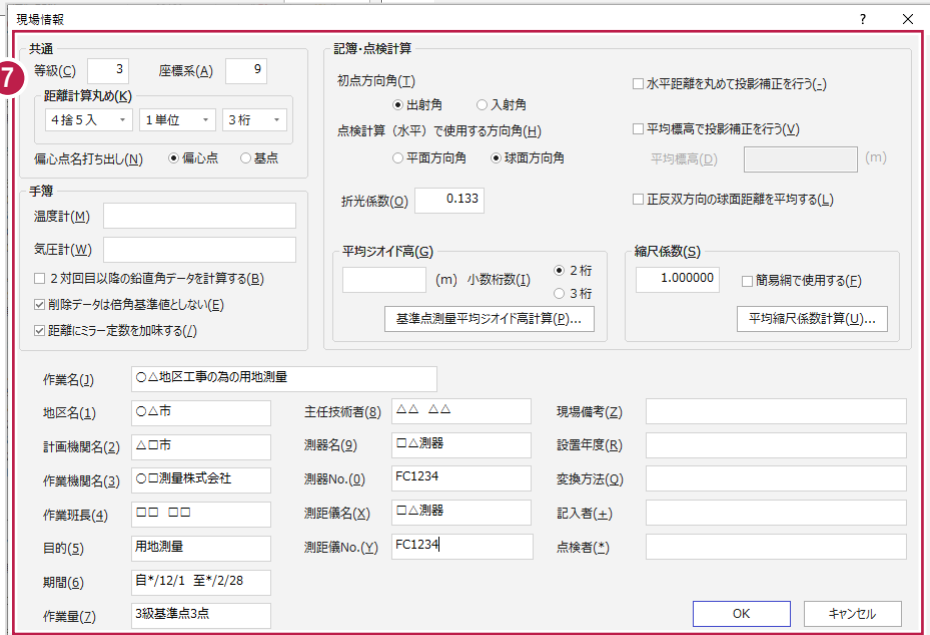 現場情報
?
×
7
共通
等級(C) 3 座標系(A) 9
距離計算丸め(K)
4捨5入 1単位 3桁
偏心点名打ち出し(N) 偏心点 基点
手簿
温度計(M)
気圧計(W)
2対回目以降の鉛直角データを計算する(B)
削除データは倍角基準値としない(E)
距離にミラー定数を加味する(/)
記簿・点検計算
初点方向角(T)
出射角 入射角
点検計算(水平)で使用する方向角(H)
平面方向角 球面方向角
折光係数(O) 0.133
水平距離を丸めて投影補正を行う(-)
平均標高で投影補正を行う(V)
平均標高(D) (m)
正反双方向の球面距離を平均する(L)
平均ジオイド高(G)
(m) 小数桁数(I) 2桁
3桁
基準点測量平均ジオイド高計算(P)...
縮尺係数(S)
1.000000 簡易網で使用する(F)
平均縮尺係数計算(U)...
作業名(J) ○△地区工事の為の用地測量
地区名(1) ○△市
計画機関名(2) △□市
作業機関名(3) ○□測量株式会社
作業班長(4) □□ □□
目的(5) 用地測量
期間(6) 自*/12/1 至*/2/28
作業量(7) 3級基準点3点
主任技術者(8) △△ △△
測器名(9) □△測器
測器No.(0) FC1234
測距儀名(X) □△測器
測距儀No.(Y) FC1234
現場備考(Z)
設置年度(R)
変換方法(Q)
記入者(+)
点検者(*)
OK キャンセル